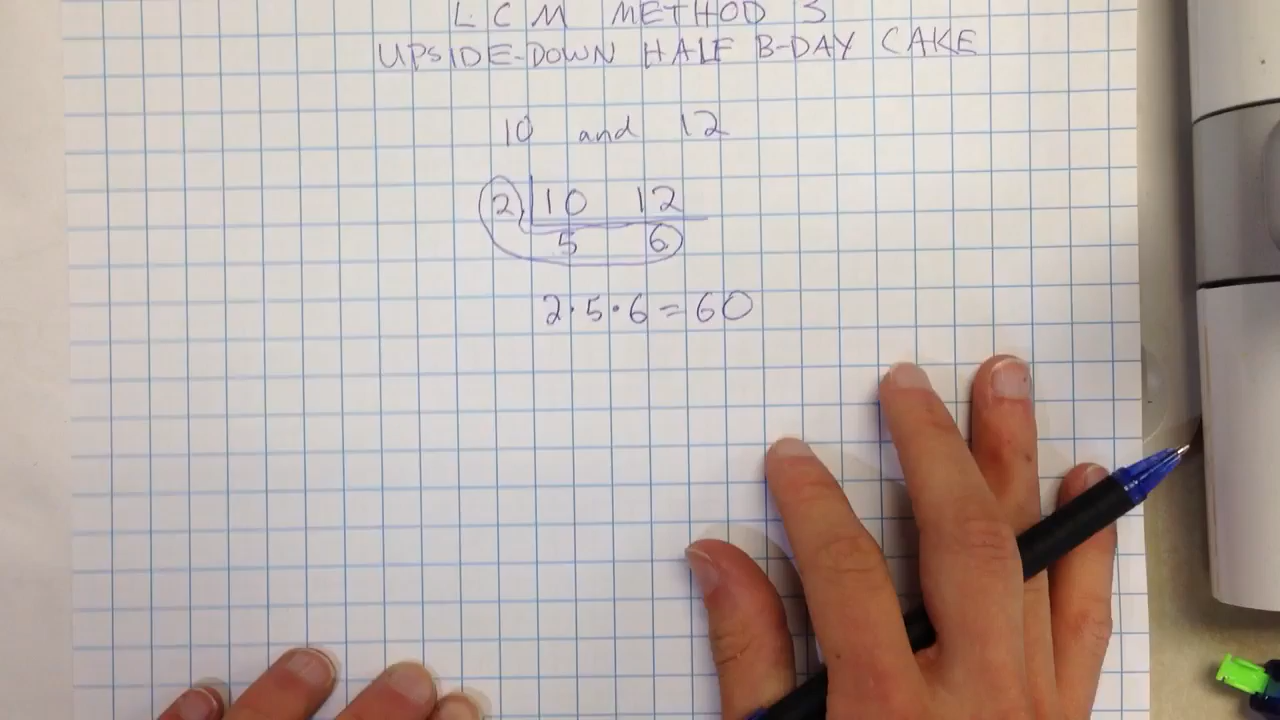 LCM METHOD 3
UPSIDE-DOWN HALF B-DAY CAKE
10 and 12
2 10 12
5 6
2·5·6=60